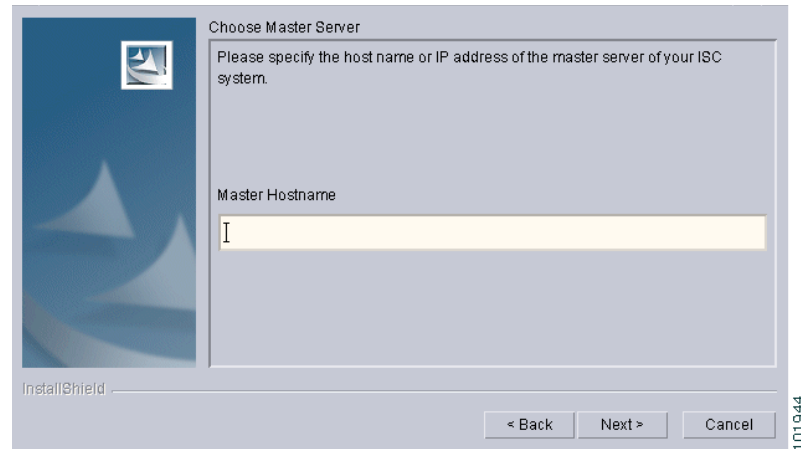 Choose Master Server
Please specify the host name or IP address of the master server of your ISC
system.
Master Hostname
InstallShield
< Back
Next >
Cancel
101944